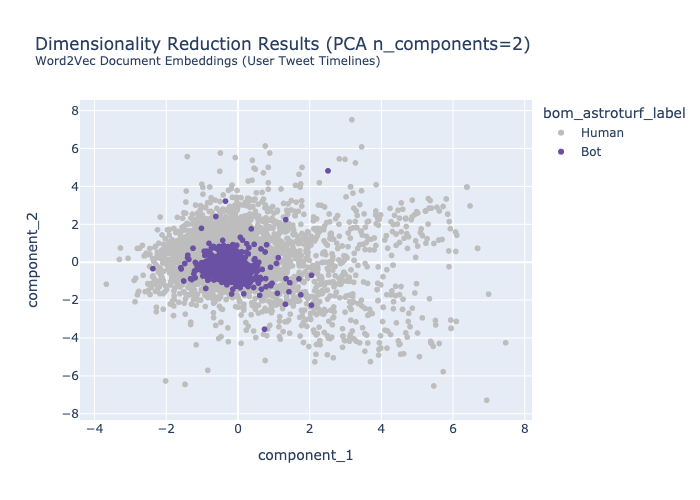 Dimensionality Reduction Results (PCA n_components=2)
Word2Vec Document Embeddings (User Tweet Timelines)
bom_astroturf_label
Human
Bot
8
6
4
2
0
−2
−4
−6
−8
component_2
−4
−2
0
2
4
6
8
component_1